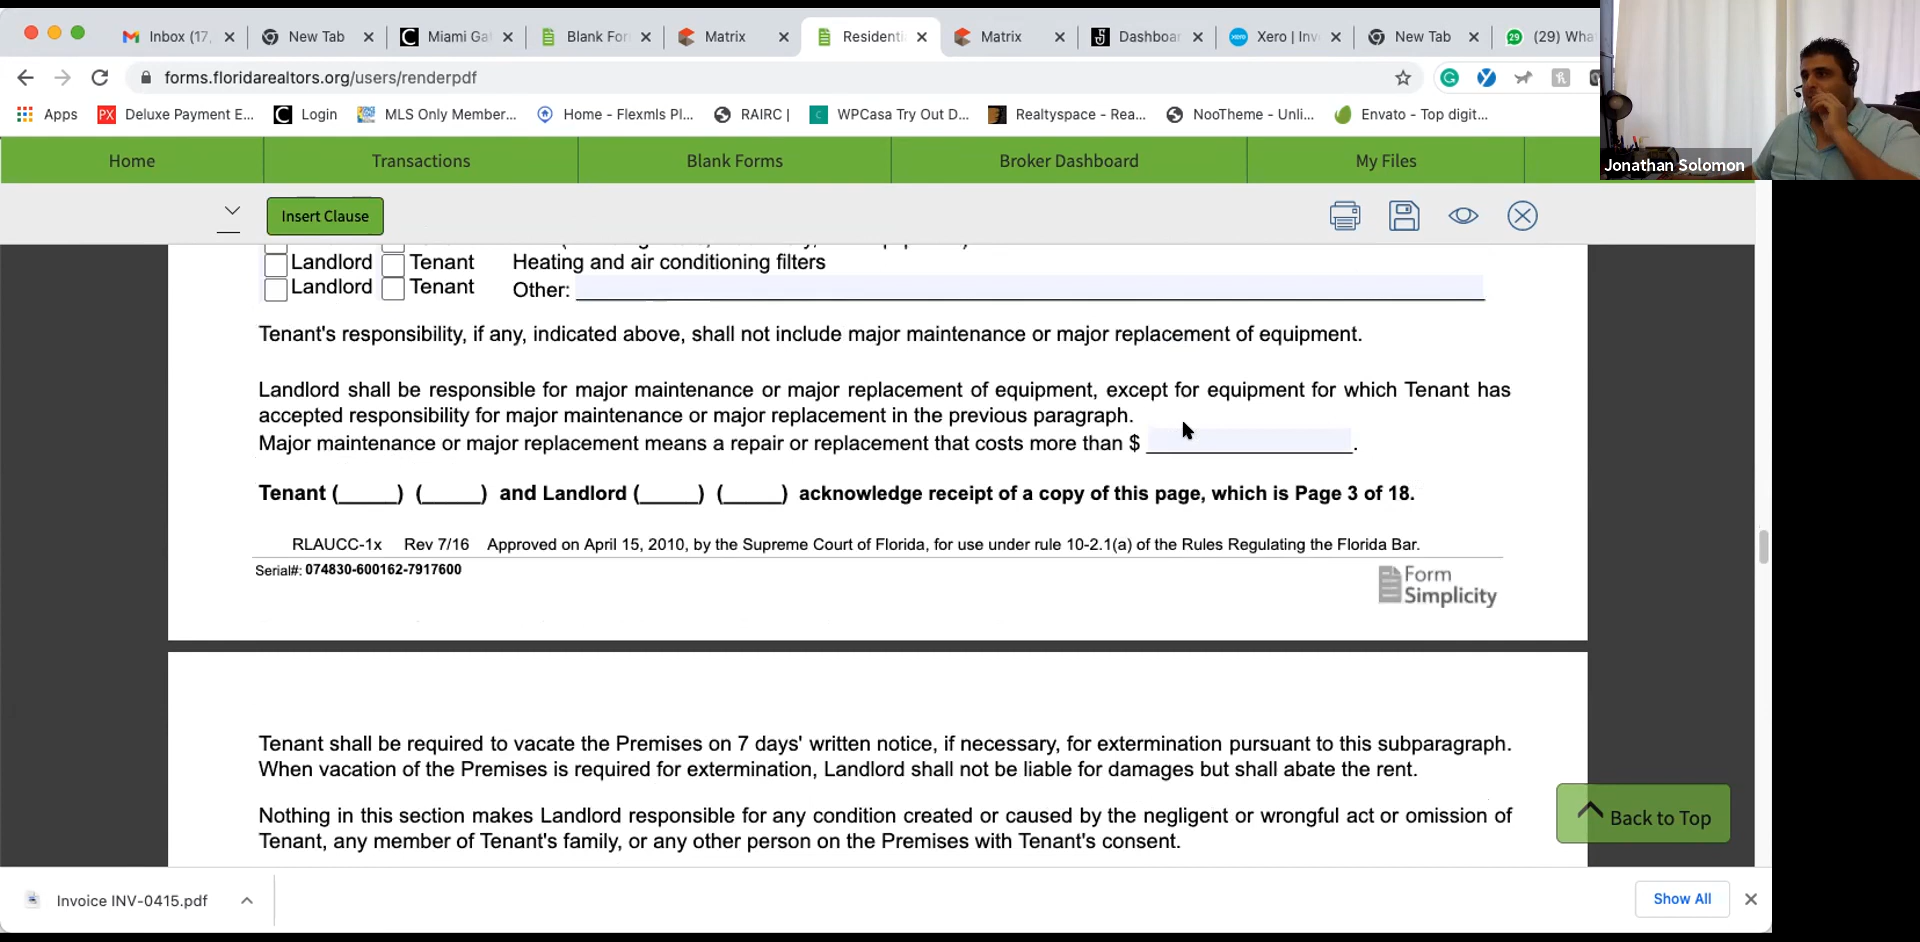 Inbox (17,
New Tab
Miami Ga
Blank For
Matrix
Residenti
Matrix
Dashboar
Xero | Inv
New Tab
(29) Wha
forms.floridarealtors.org/users/renderpdf
Apps
Deluxe Payment E...
Login
MLS Only Member...
Home - Flexmls Pl...
RAIRC |
WPCasa Try Out D...
Realtyspace - Rea...
NooTheme - Unli...
Envato - Top digit...
Jonathan Solomon
Home
Transactions
Blank Forms
Broker Dashboard
My Files
Insert Clause
Landlord Tenant Heating and air conditioning filters
Landlord Tenant Other:
Tenant's responsibility, if any, indicated above, shall not include major maintenance or major replacement of equipment.
Landlord shall be responsible for major maintenance or major replacement of equipment, except for equipment for which Tenant has
accepted responsibility for major maintenance or major replacement in the previous paragraph.
Major maintenance or major replacement means a repair or replacement that costs more than $ ________.
Tenant (_____) (_____) and Landlord (_____) (_____) acknowledge receipt of a copy of this page, which is Page 3 of 18.
RLAUCC-1x Rev 7/16 Approved on April 15, 2010, by the Supreme Court of Florida, for use under rule 10-2.1(a) of the Rules Regulating the Florida Bar.
Serial#: 074830-600162-7917600
Form
Simplicity
Tenant shall be required to vacate the Premises on 7 days' written notice, if necessary, for extermination pursuant to this subparagraph.
When vacation of the Premises is required for extermination, Landlord shall not be liable for damages but shall abate the rent.
Nothing in this section makes Landlord responsible for any condition created or caused by the negligent or wrongful act or omission of
Tenant, any member of Tenant's family, or any other person on the Premises with Tenant's consent.
Back to Top
Invoice INV-0415.pdf
Show All